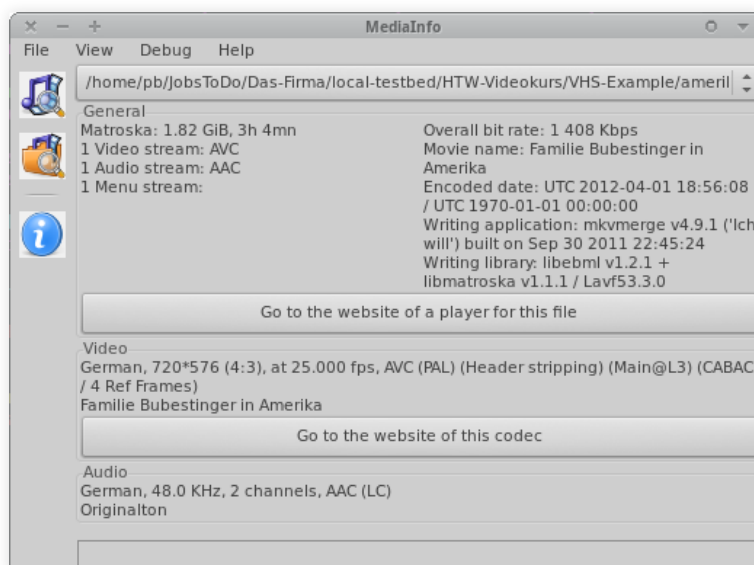 MediaInfo
File View Debug Help
/home/pb/JobsToDo/Das-Firma/local-testbed/HTW-Videokurs/VHS-Example/ameril
General
Matroska: 1.82 GiB, 3h 4mn
1 Video stream: AVC
1 Audio stream: AAC
1 Menu stream:
Overall bit rate: 1 408 Kbps
Movie name: Familie Bubestinger in
Amerika
Encoded date: UTC 2012-04-01 18:56:08
/ UTC 1970-01-01 00:00:00
Writing application: mkvmerge v4.9.1 ('Ich
will') built on Sep 30 2011 22:45:24
Writing library: libebml v1.2.1 +
libmatroska v1.1.1 / Lavf53.3.0
Go to the website of a player for this file
Video
German, 720*576 (4:3), at 25.000 fps, AVC (PAL) (Header stripping) (Main@L3) (CABAC
/ 4 Ref Frames)
Familie Bubestinger in Amerika
Go to the website of this codec
Audio
German, 48.0 KHz, 2 channels, AAC (LC)
Originalton